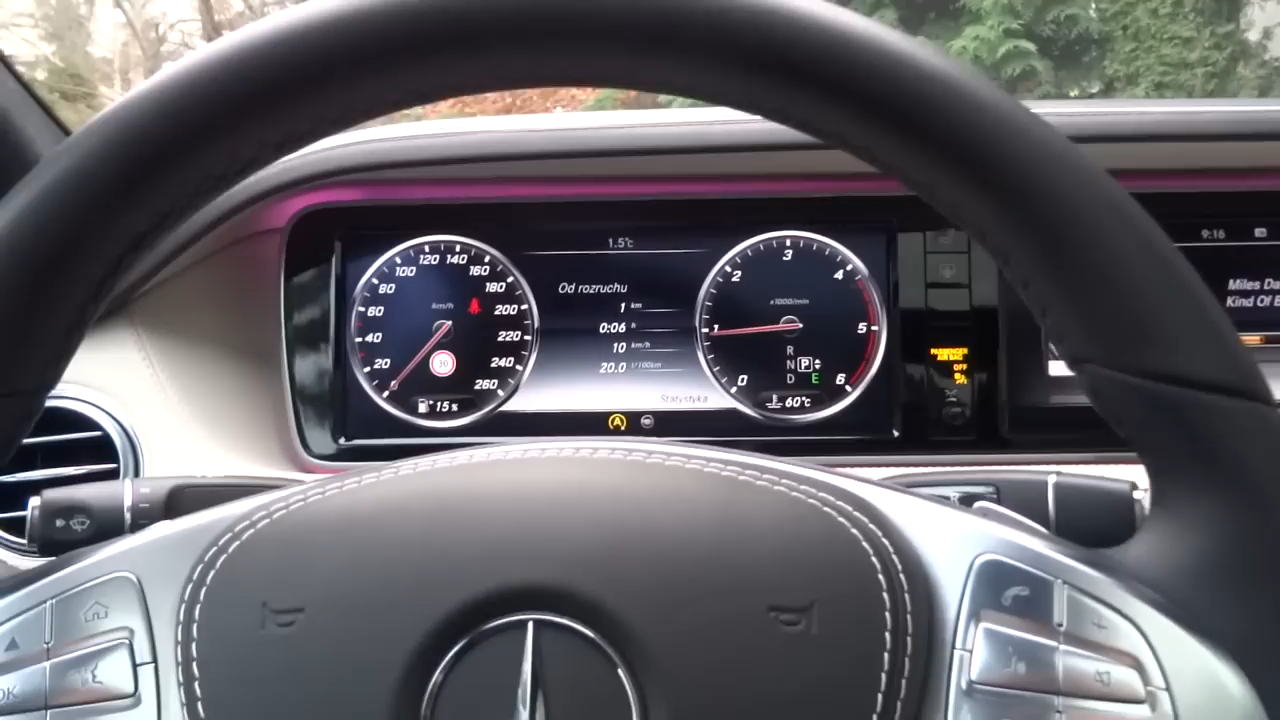 1.5°c
9:16
Od rozruchu
1 km
0:06 h
10 km/h
20.0 l/100km
Statystyka
km/h
20
40
60
80
100
120
140
160
180
200
220
240
260
30
15 %
x1000/min
0
1
2
3
4
5
6
R
N P
D E
60°c
A
PASSENGER
AIR BAG
OFF
Miles Da
Kind Of B
R
OK
+